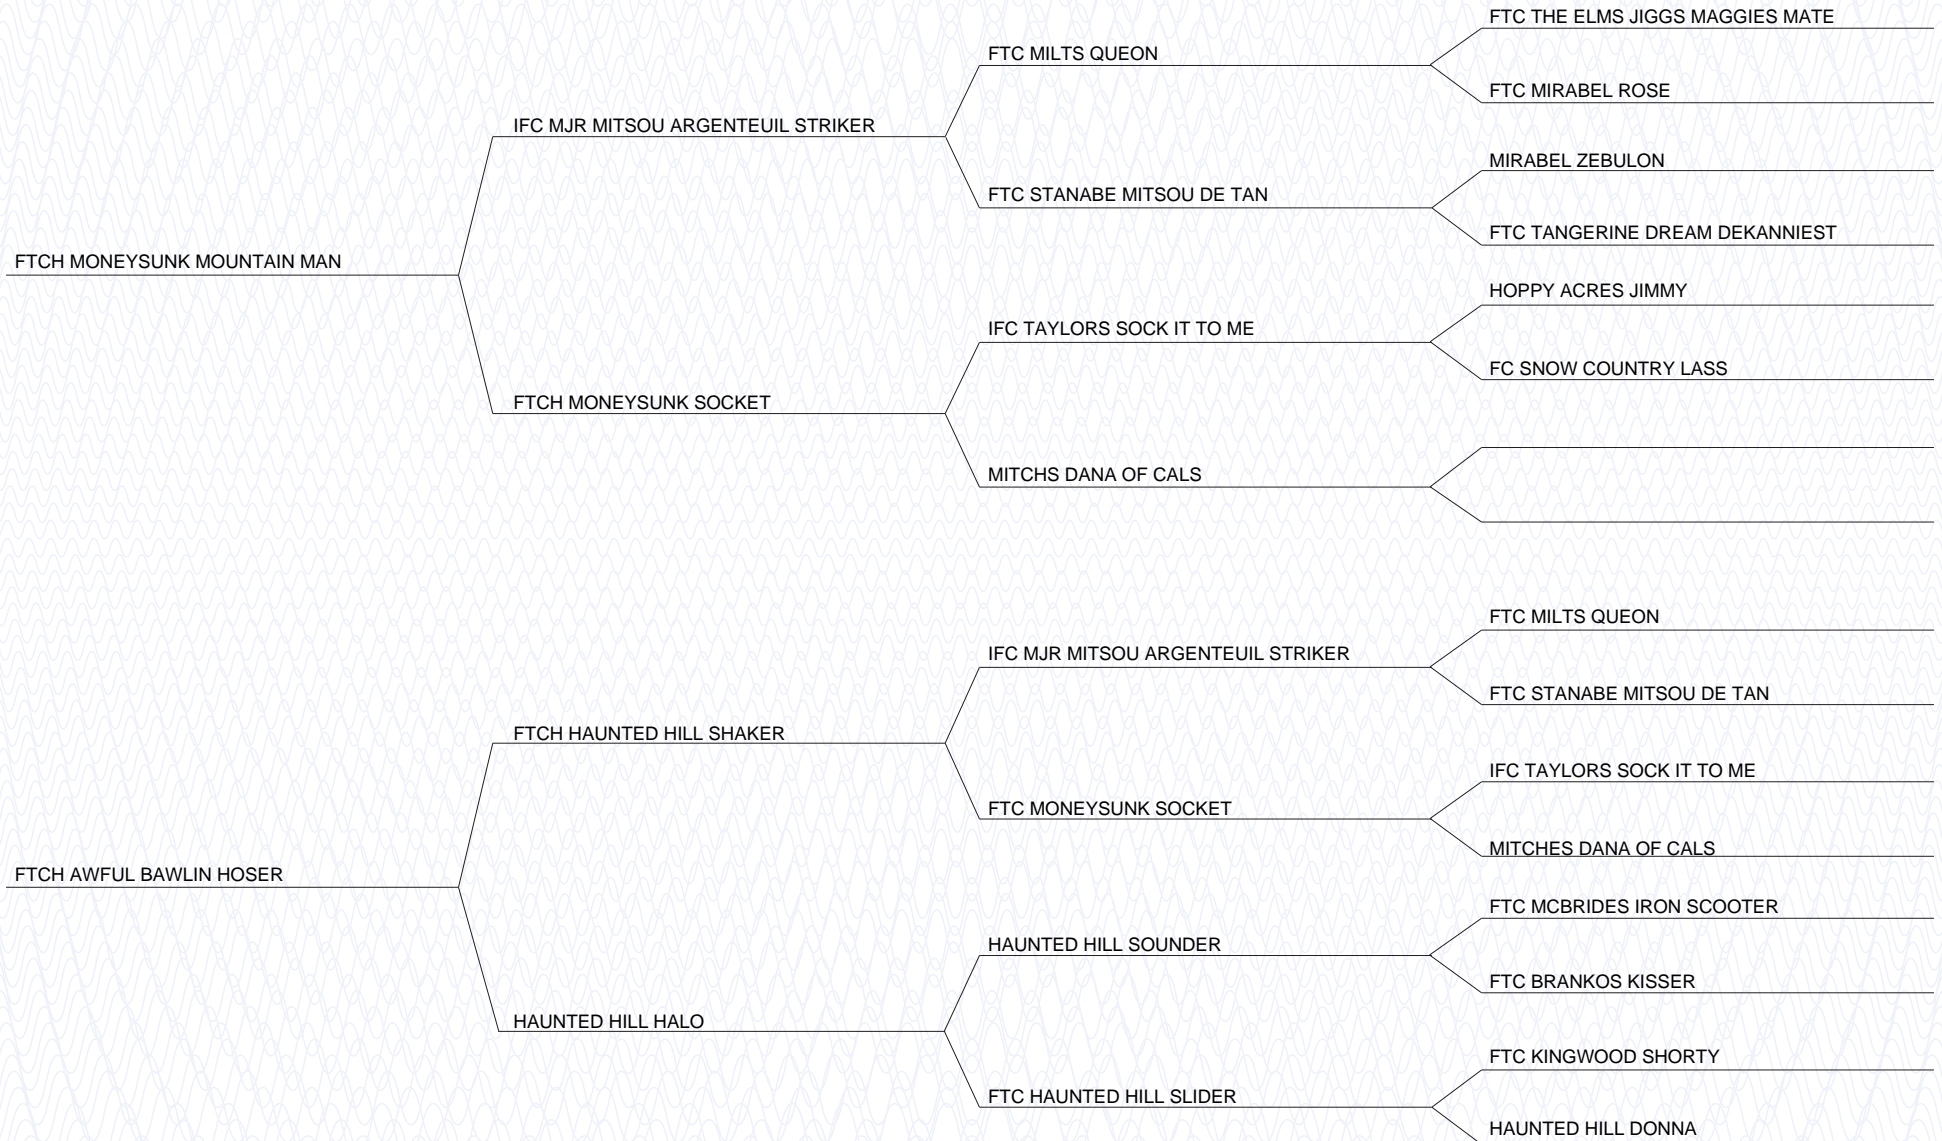 FTC THE ELMS JIGGS MAGGIES MATE
FTC MILTS QUEON
FTC MIRABEL ROSE
IFC MJR MITSOU ARGENTEUIL STRIKER
MIRABEL ZEBULON
FTC STANABE MITSOU DE TAN
FTC TANGERINE DREAM DEKANNIEST
FTCH MONEYSUNK MOUNTAIN MAN
HOPPY ACRES JIMMY
IFC TAYLORS SOCK IT TO ME
FC SNOW COUNTRY LASS
FTCH MONEYSUNK SOCKET
MITCHS DANA OF CALS
FTC MILTS QUEON
IFC MJR MITSOU ARGENTEUIL STRIKER
FTC STANABE MITSOU DE TAN
FTCH HAUNTED HILL SHAKER
IFC TAYLORS SOCK IT TO ME
FTC MONEYSUNK SOCKET
MITCHES DANA OF CALS
FTCH AWFUL BAWLIN HOSER
FTC MCBRIDES IRON SCOOTER
HAUNTED HILL SOUNDER
FTC BRANKOS KISSER
HAUNTED HILL HALO
FTC KINGWOOD SHORTY
FTC HAUNTED HILL SLIDER
HAUNTED HILL DONNA